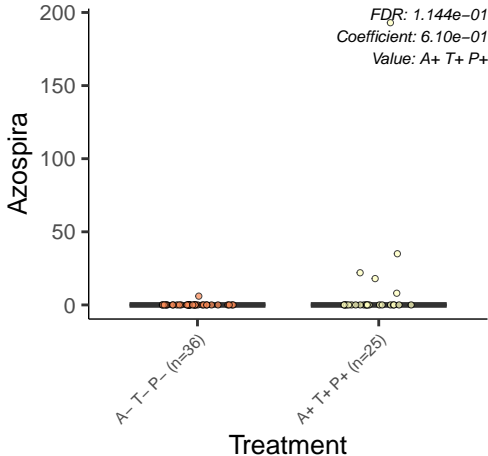 FDR: 1.144e−01
Coefficient: 6.10e−01
Value: A+ T+ P+
200
150
100
50
0
Azospira
A− T− P− (n=36)
A+ T+ P+ (n=25)
Treatment